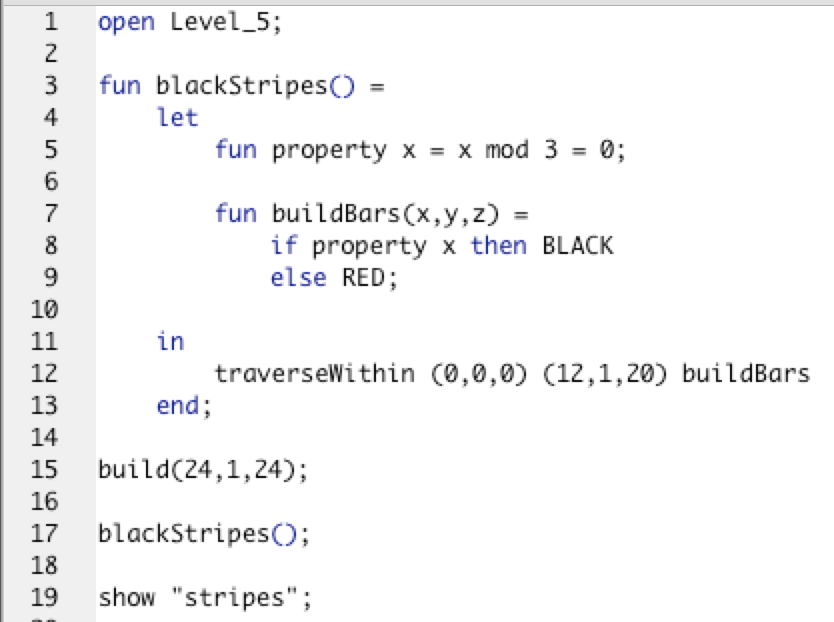 1 open Level_5;
2
3 fun blackStripes() =
4 let
5 fun property x = x mod 3 = 0;
6
7 fun buildBars(x,y,z) =
8 if property x then BLACK
9 else RED;
10
11 in
12 traverseWithin (0,0,0) (12,1,20) buildBars
13 end;
14
15 build(24,1,24);
16
17 blackStripes();
18
19 show "stripes";